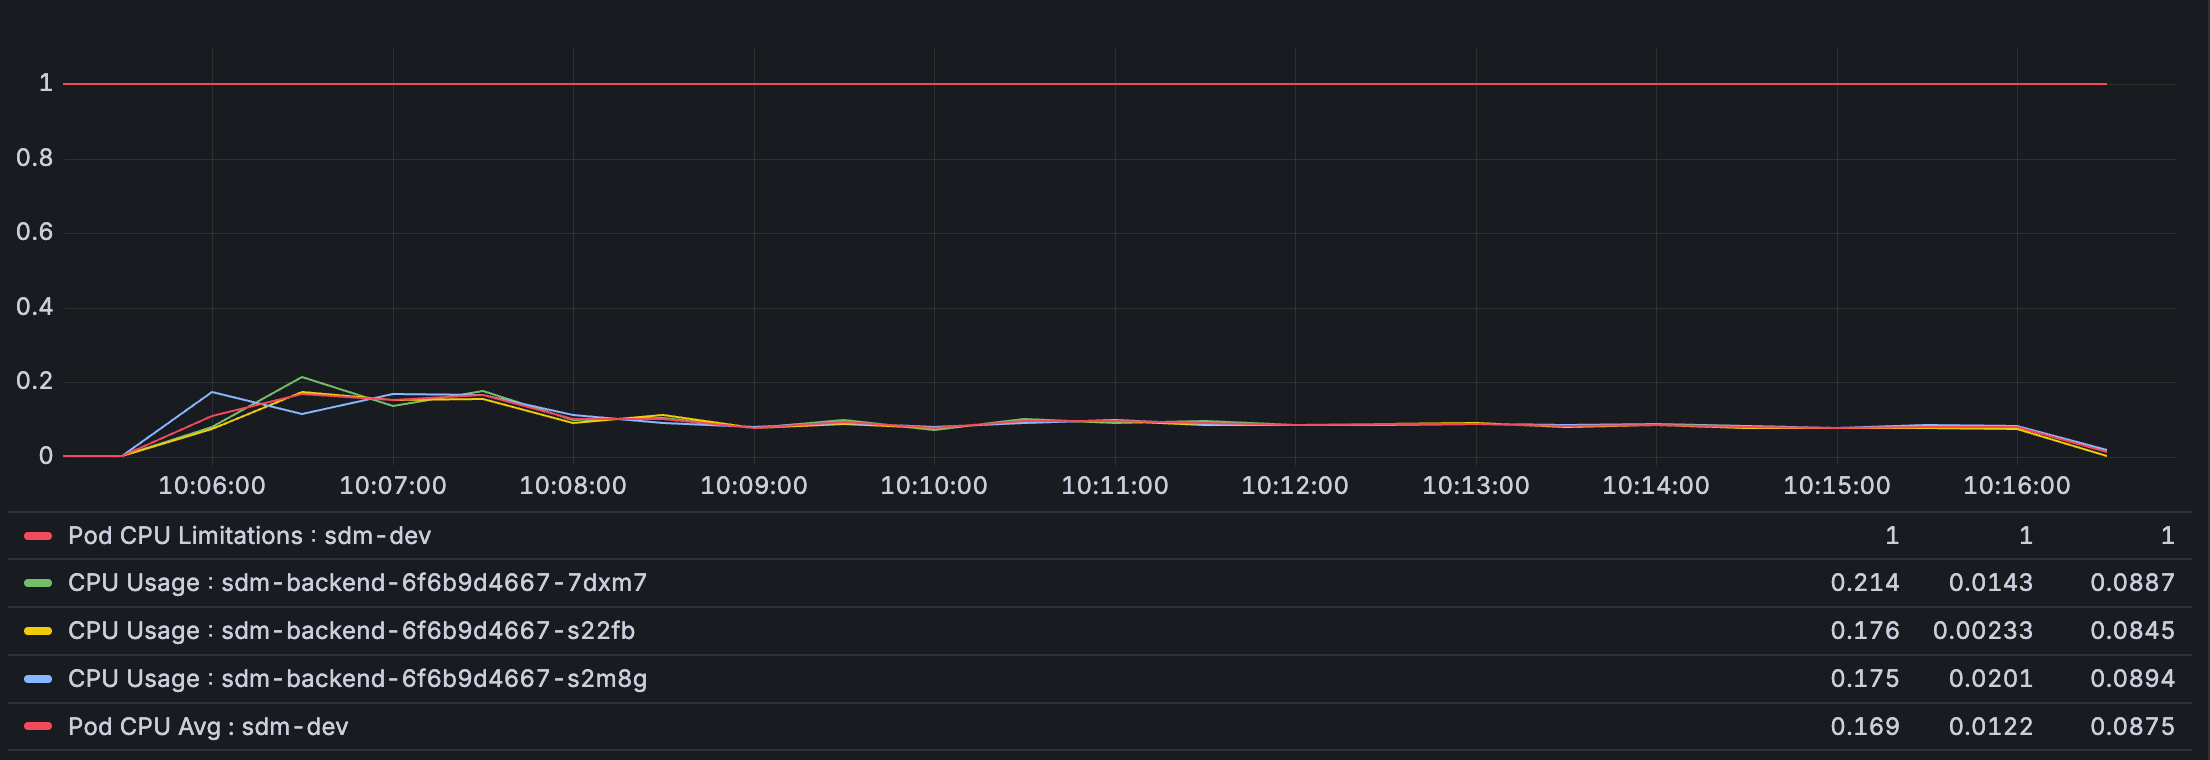 1
0.8
0.6
0.4
0.2
0
10:06:00 10:07:00 10:08:00 10:09:00 10:10:00 10:11:00 10:12:00 10:13:00 10:14:00 10:15:00 10:16:00
Pod CPU Limitations : sdm-dev 1 1 1
CPU Usage : sdm-backend-6f6b9d4667-7dxm7 0.214 0.0143 0.0887
CPU Usage : sdm-backend-6f6b9d4667-s22fb 0.176 0.00233 0.0845
CPU Usage : sdm-backend-6f6b9d4667-s2m8g 0.175 0.0201 0.0894
Pod CPU Avg : sdm-dev 0.169 0.0122 0.0875